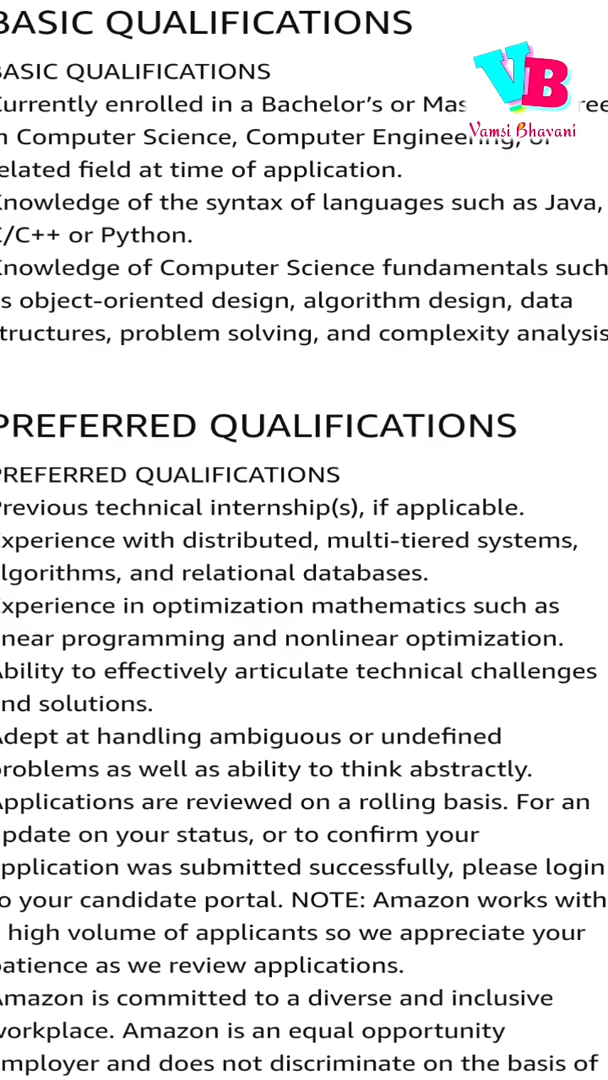 BASIC QUALIFICATIONS
BASIC QUALIFICATIONS
VB
Currently enrolled in a Bachelor's or Mas ree
Vamsi Bhavani
n Computer Science, Computer Engineering, or
elated field at time of application.
Knowledge of the syntax of languages such as Java,
C/C++ or Python.
Knowledge of Computer Science fundamentals such
s object-oriented design, algorithm design, data
tructures, problem solving, and complexity analysis
PREFERRED QUALIFICATIONS
PREFERRED QUALIFICATIONS
Previous technical internship(s), if applicable.
Experience with distributed, multi-tiered systems,
lgorithms, and relational databases.
Experience in optimization mathematics such as
near programming and nonlinear optimization.
Ability to effectively articulate technical challenges
nd solutions.
Adept at handling ambiguous or undefined
problems as well as ability to think abstractly.
Applications are reviewed on a rolling basis. For an
update on your status, or to confirm your
application was submitted successfully, please login
o your candidate portal. NOTE: Amazon works with
high volume of applicants so we appreciate your
patience as we review applications.
Amazon is committed to a diverse and inclusive
workplace. Amazon is an equal opportunity
employer and does not discriminate on the basis of